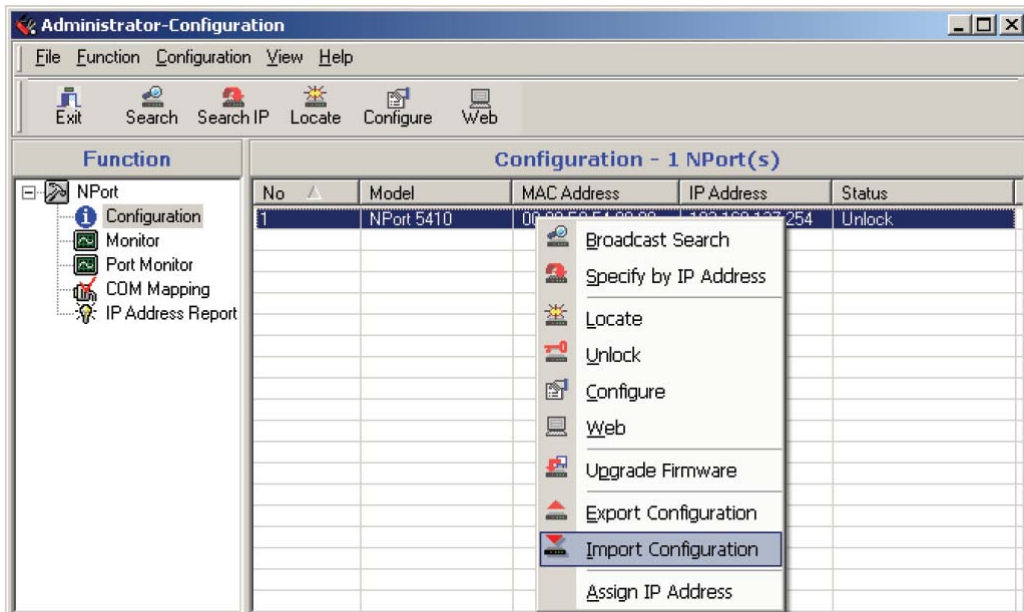 Administrator-Configuration
File Function Configuration View Help
Exit Search Search IP Locate Configure Web
Function
Configuration - 1 NPort(s)
NPort
Configuration
Monitor
Port Monitor
COM Mapping
IP Address Report
No Model MAC Address IP Address Status
1 NPort 5410 254 Unlock
Broadcast Search
Specify by IP Address
Locate
Unlock
Configure
Web
Upgrade Firmware
Export Configuration
Import Configuration
Assign IP Address